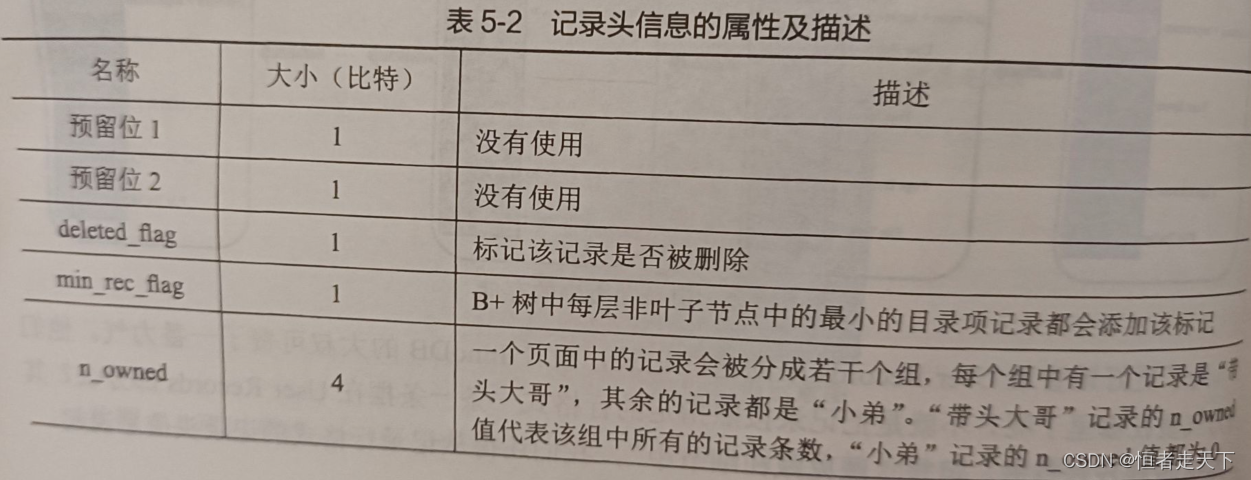 表 5-2 记录头信息的属性及描述
名称 大小（比特） 描述
预留位 1 1 没有使用
预留位 2 1 没有使用
deleted_flag 1 标记该记录是否被删除
min_rec_flag 1 B+ 树中每层非叶子节点中的最小的目录项记录都会添加该标记
n_owned 4 一个页面中的记录会被分成若干个组，每个组中有一个记录是“带
头大哥”，其余的记录都是“小弟”。“带头大哥”记录的 n_owned
值代表该组中所有的记录条数，“小弟”记录的 n_
CSDN @恒者走天下